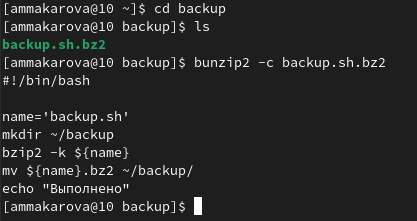 [ammakarova@10 ~]$ cd backup
[ammakarova@10 backup]$ ls
backup.sh.bz2
[ammakarova@10 backup]$ bunzip2 -c backup.sh.bz2
#!/bin/bash

name='backup.sh'
mkdir ~/backup
bzip2 -k ${name}
mv ${name}.bz2 ~/backup/
echo "Выполнено"
[ammakarova@10 backup]$